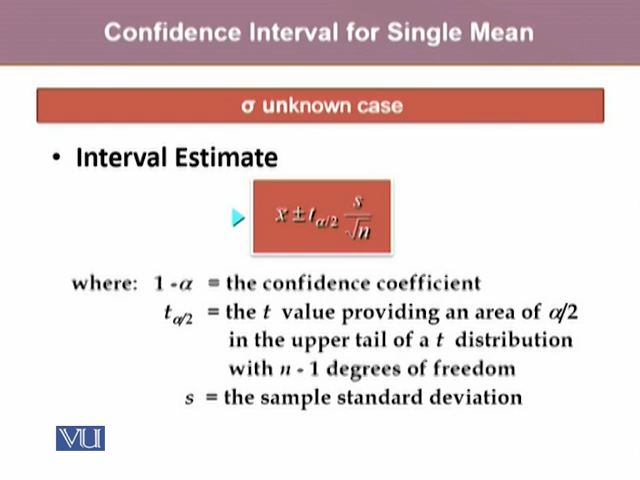 Confidence Interval for Single Mean
σ unknown case
• Interval Estimate
x̄ ± t α/2 s/√n
where: 1 - α = the confidence coefficient
t α/2 = the t value providing an area of α/2
in the upper tail of a t distribution
with n - 1 degrees of freedom
s = the sample standard deviation
VU